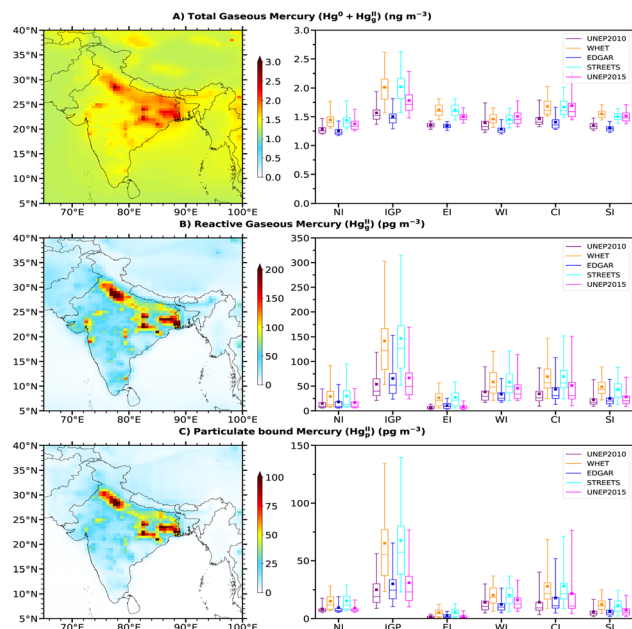 A) Total Gaseous Mercury (Hg⁰ + Hgᴵᴵg) (ng m⁻³)
40°N
35°N
30°N
25°N
20°N
15°N
10°N
5°N
70°E 80°E 90°E 100°E
3.0
2.5
2.0
1.5
1.0
0.5
0.0
3.0
2.5
2.0
1.5
1.0
0.5
0.0
NI IGP EI WI CI SI
UNEP2010
WHET
EDGAR
STREETS
UNEP2015
B) Reactive Gaseous Mercury (Hgᴵᴵg) (pg m⁻³)
40°N
35°N
30°N
25°N
20°N
15°N
10°N
5°N
70°E 80°E 90°E 100°E
200
150
100
50
0
350
300
250
200
150
100
50
0
NI IGP EI WI CI SI
UNEP2010
WHET
EDGAR
STREETS
UNEP2015
C) Particulate bound Mercury (Hgᴵᴵp) (pg m⁻³)
40°N
35°N
30°N
25°N
20°N
15°N
10°N
5°N
70°E 80°E 90°E 100°E
100
75
50
25
0
150
100
50
0
NI IGP EI WI CI SI
UNEP2010
WHET
EDGAR
STREETS
UNEP2015